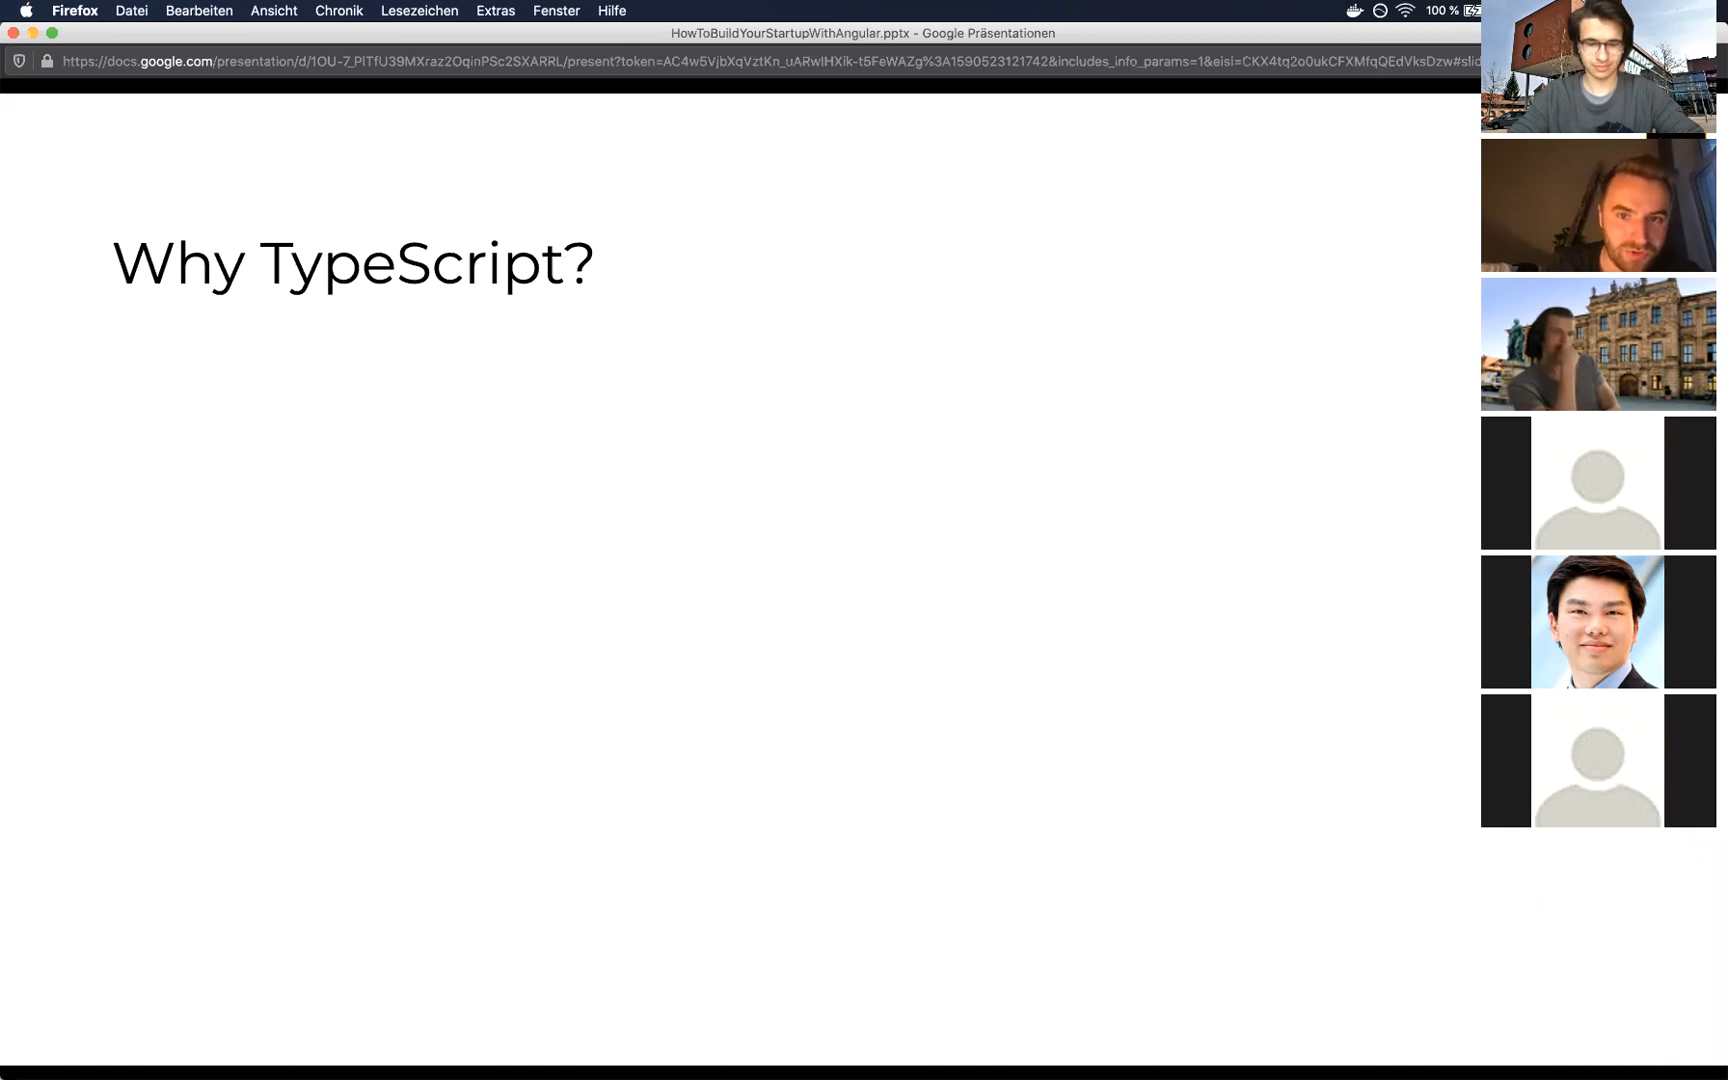 Firefox Datei Bearbeiten Ansicht Chronik Lesezeichen Extras Fenster Hilfe 100 %
HowToBuildYourStartupWithAngular.pptx - Google Präsentationen
https://docs.google.com/presentation/d/1OU-7_PlTfU39MXraz2OqinPSc2SXARRL/present?token=AC4w5VjbXqVztKn_uARwIHXik-t5FeWAZg%3A1590523121742&includes_info_params=1&eisi=CKX4tq2o0ukCFXMfqQEdVksDzw#slid
Why TypeScript?